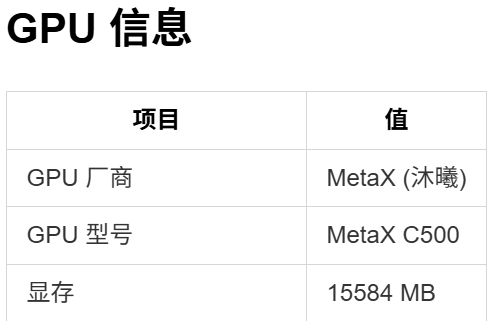 GPU 信息
项目 值
GPU 厂商 MetaX (沐曦)
GPU 型号 MetaX C500
显存 15584 MB